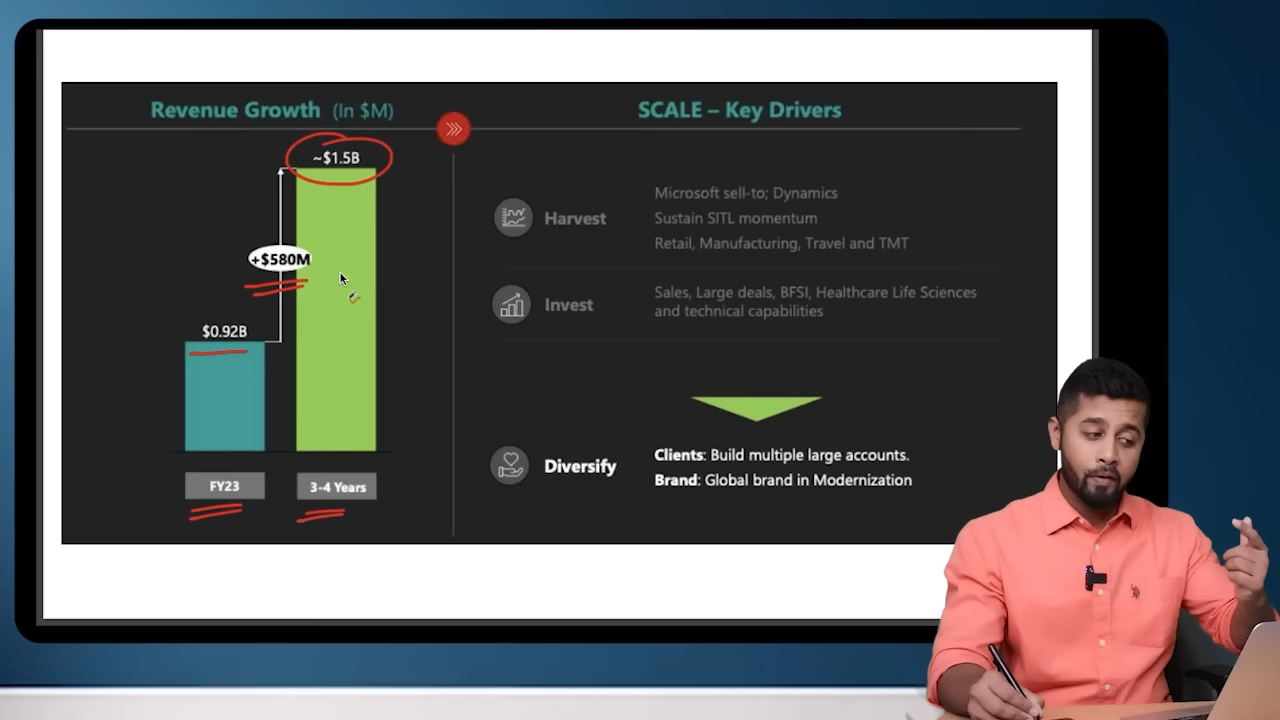 Revenue Growth (In $M)
~$1.5B
+$580M
$0.92B
FY23
3-4 Years
SCALE – Key Drivers
Harvest
Microsoft sell-to; Dynamics
Sustain SITL momentum
Retail, Manufacturing, Travel and TMT
Invest
Sales, Large deals, BFSI, Healthcare Life Sciences
and technical capabilities
Diversify
Clients: Build multiple large accounts.
Brand: Global brand in Modernization